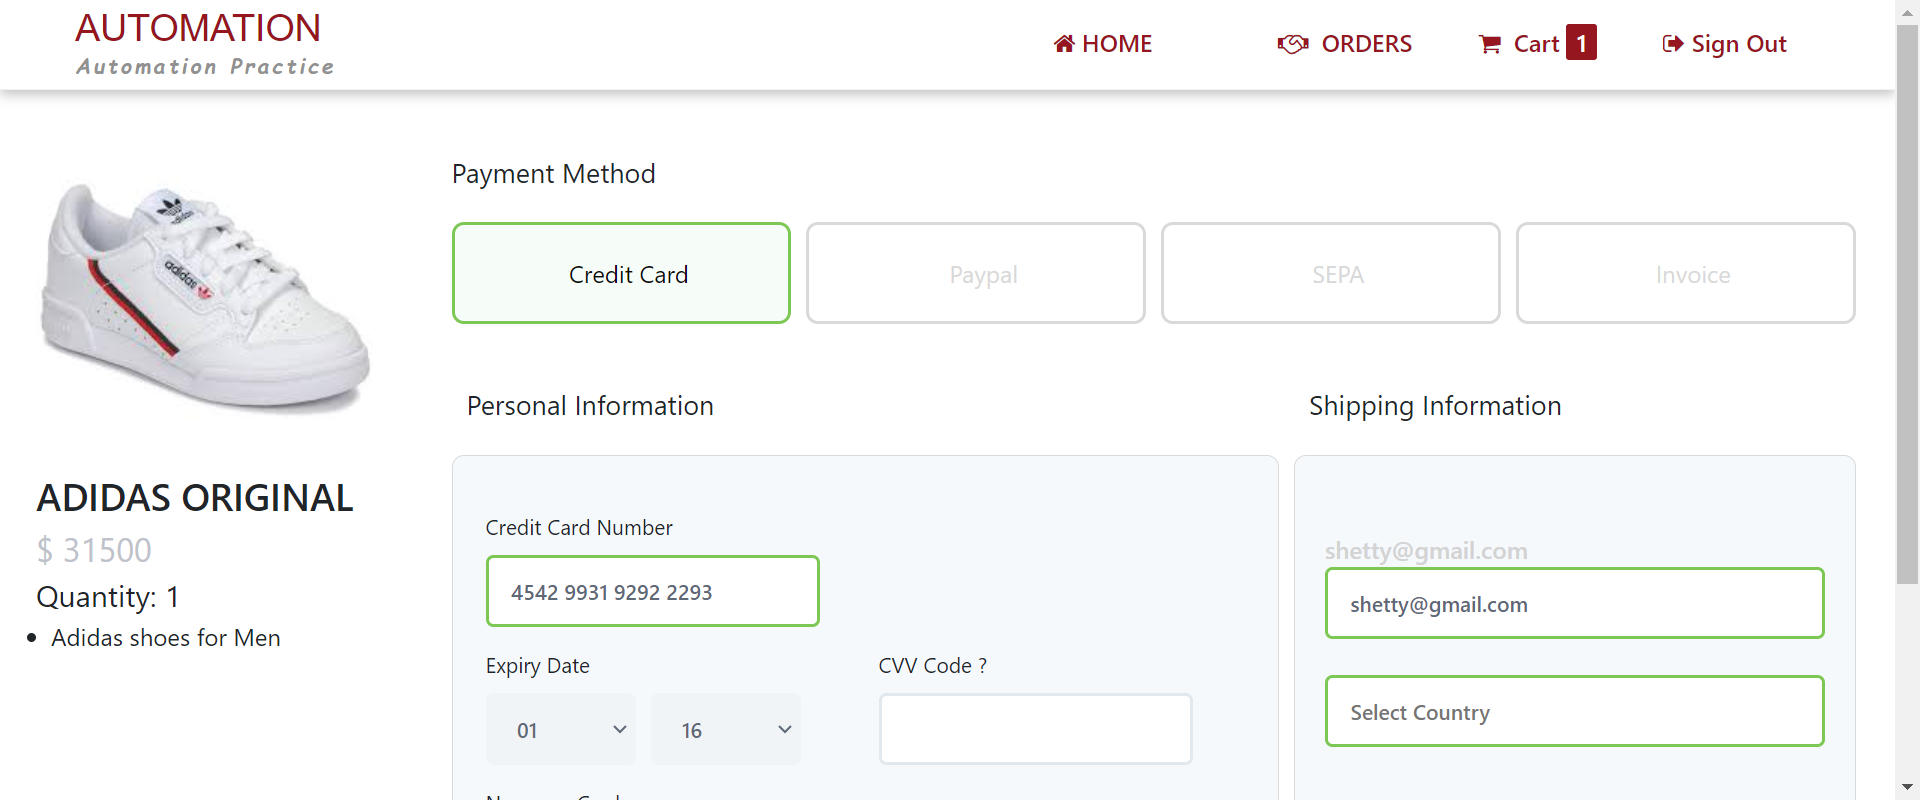 AUTOMATION
Automation Practice
HOME
ORDERS
Cart 1
Sign Out
Payment Method
Credit Card
Paypal
SEPA
Invoice
adidas
adidas
ADIDAS ORIGINAL
$ 31500
Quantity: 1
Adidas shoes for Men
Personal Information
Credit Card Number
4542 9931 9292 2293
Expiry Date
01
16
CVV Code ?
Shipping Information
shetty@gmail.com
shetty@gmail.com
Select Country